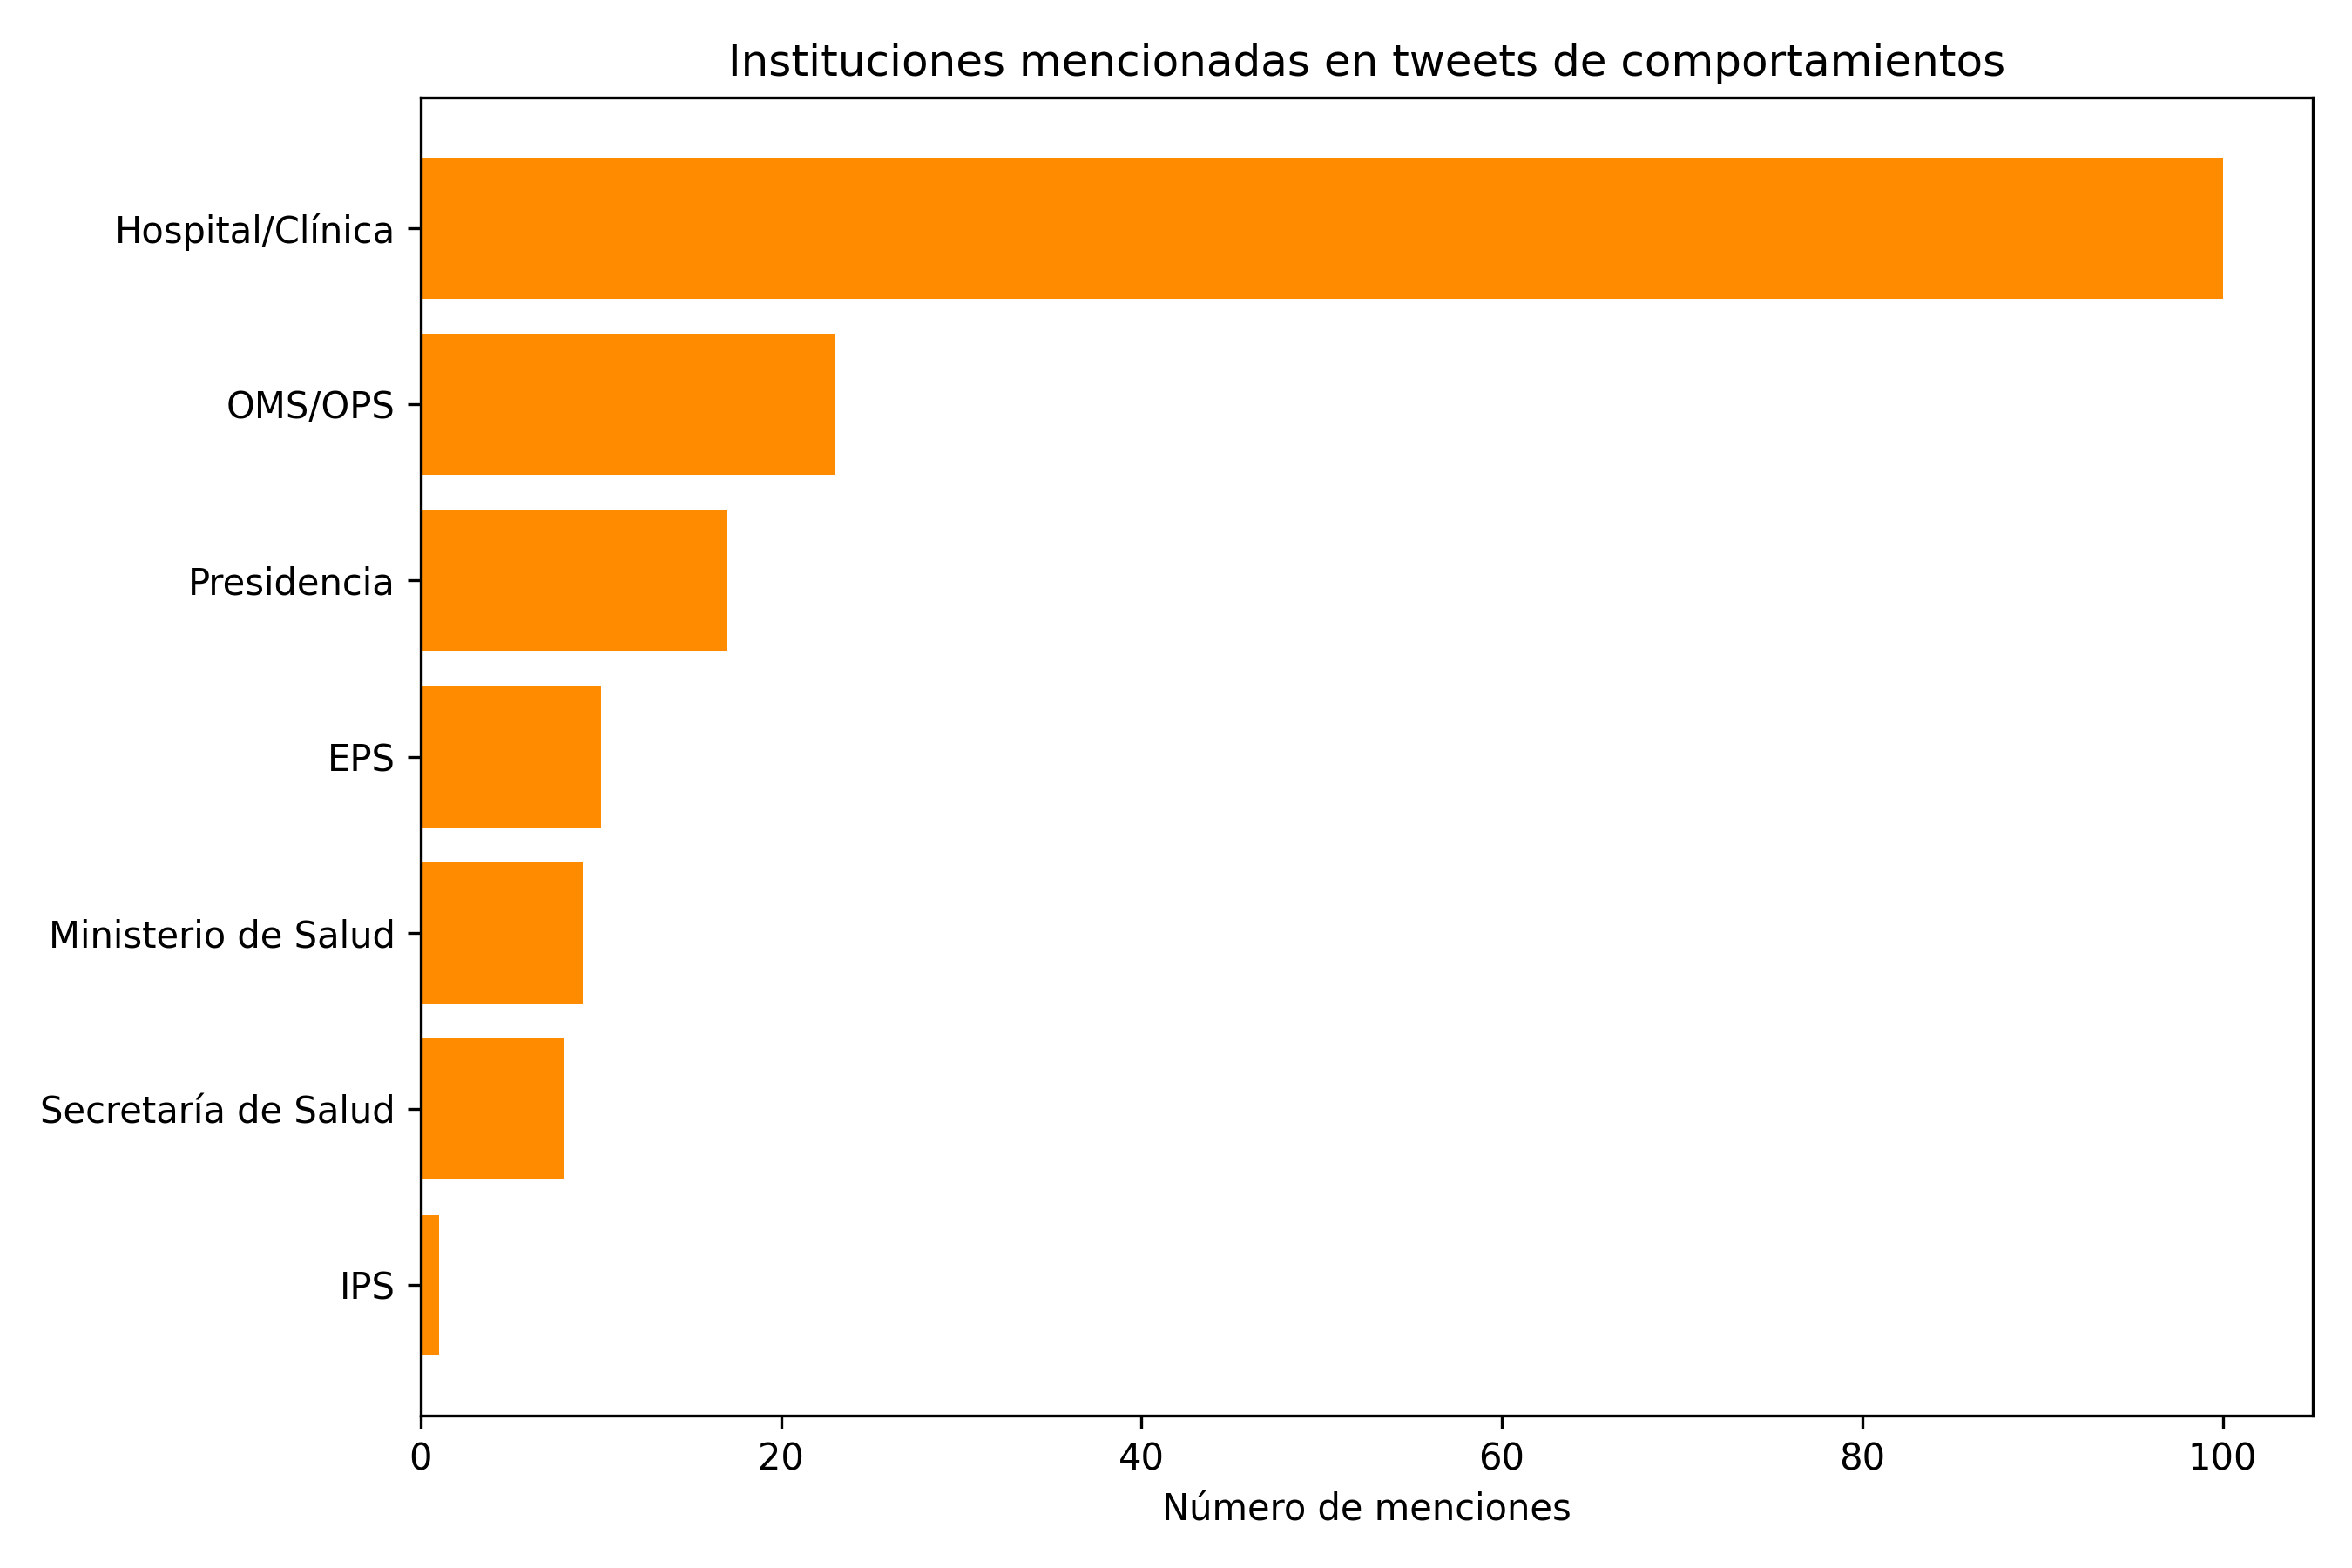 Instituciones mencionadas en tweets de comportamientos
Hospital/Clínica
OMS/OPS
Presidencia
EPS
Ministerio de Salud
Secretaría de Salud
IPS
0 20 40 60 80 100
Número de menciones